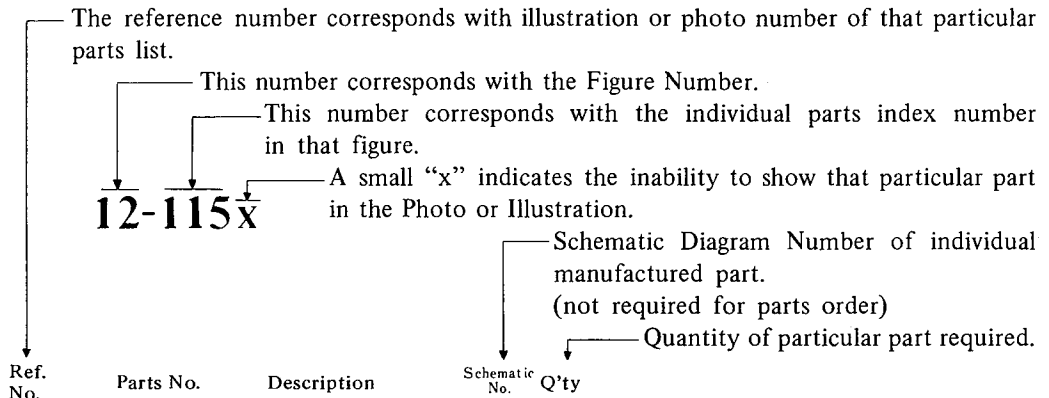 The reference number corresponds with illustration or photo number of that particular
parts list.
This number corresponds with the Figure Number.
This number corresponds with the individual parts index number
in that figure.
A small “x” indicates the inability to show that particular part
in the Photo or Illustration.
12-115x
Schematic Diagram Number of individual
manufactured part.
(not required for parts order)
Quantity of particular part required.
Ref. No. Parts No. Description Schematic No. Q'ty